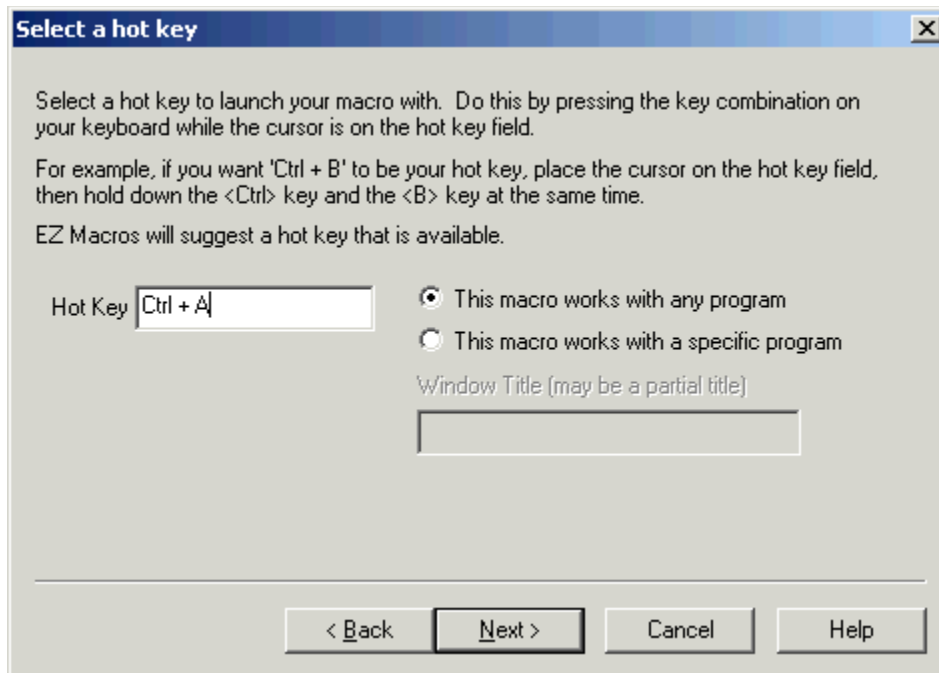 Select a hot key
Select a hot key to launch your macro with.  Do this by pressing the key combination on
your keyboard while the cursor is on the hot key field.
For example, if you want 'Ctrl + B' to be your hot key, place the cursor on the hot key field,
then hold down the <Ctrl> key and the <B> key at the same time.
EZ Macros will suggest a hot key that is available.
Hot Key Ctrl + A
This macro works with any program
This macro works with a specific program
Window Title (may be a partial title)
< Back Next > Cancel Help